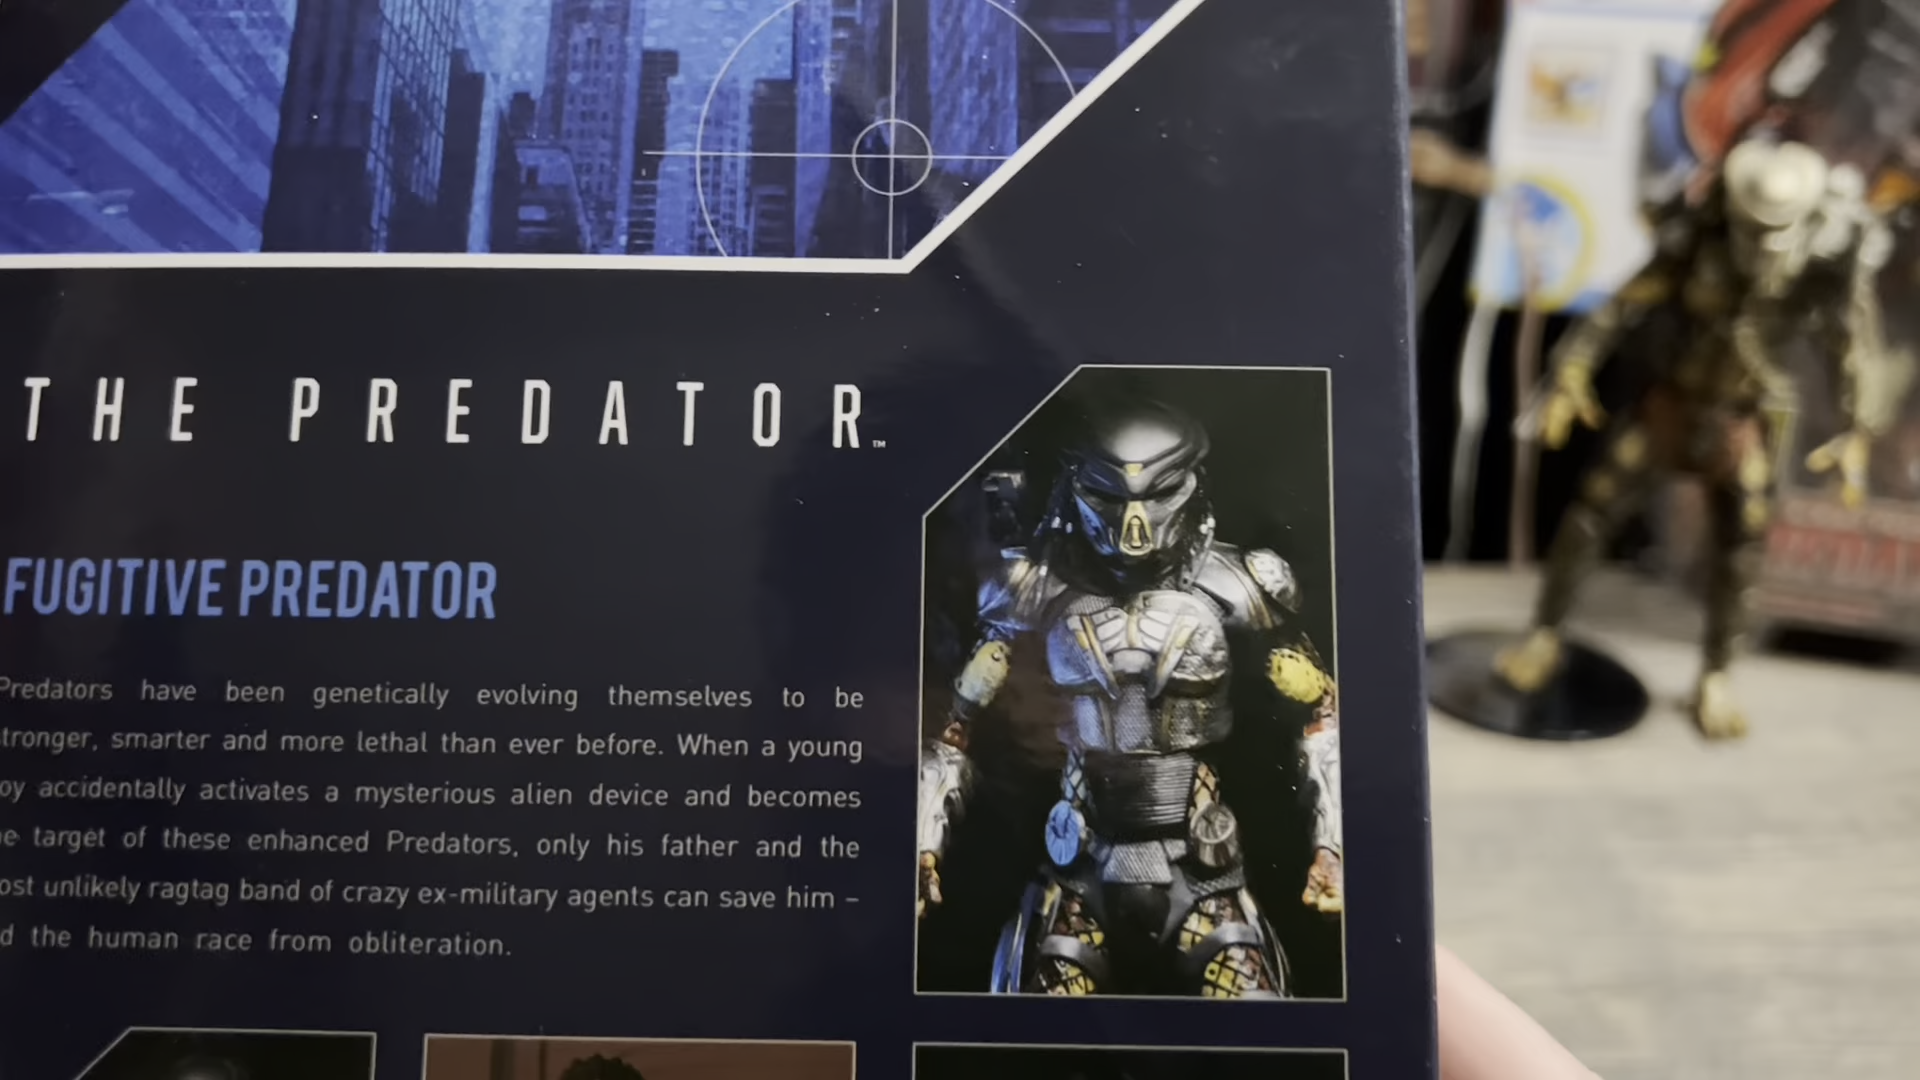 THE PREDATOR™
FUGITIVE PREDATOR
Predators have been genetically evolving themselves to be
tronger, smarter and more lethal than ever before. When a young
oy accidentally activates a mysterious alien device and becomes
e target of these enhanced Predators, only his father and the
ost unlikely ragtag band of crazy ex-military agents can save him –
d the human race from obliteration.